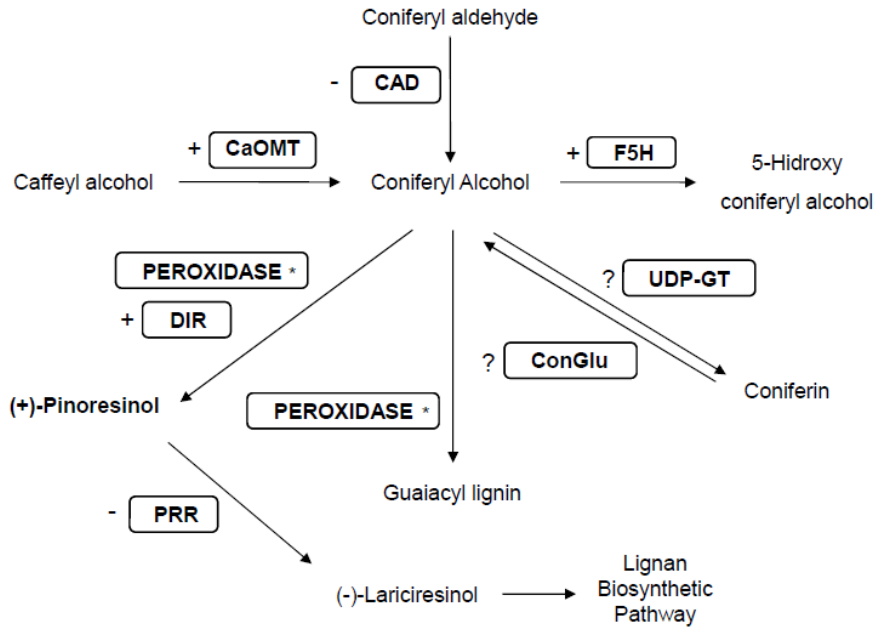 Coniferyl aldehyde
- CAD
+ CaOMT
+ F5H
Caffeyl alcohol
Coniferyl Alcohol
5-Hidroxy
coniferyl alcohol
PEROXIDASE *
? UDP-GT
+ DIR
? ConGlu
Coniferin
(+)-Pinoresinol
PEROXIDASE *
Guaiacyl lignin
- PRR
(-)-Lariciresinol
Lignan
Biosynthetic
Pathway